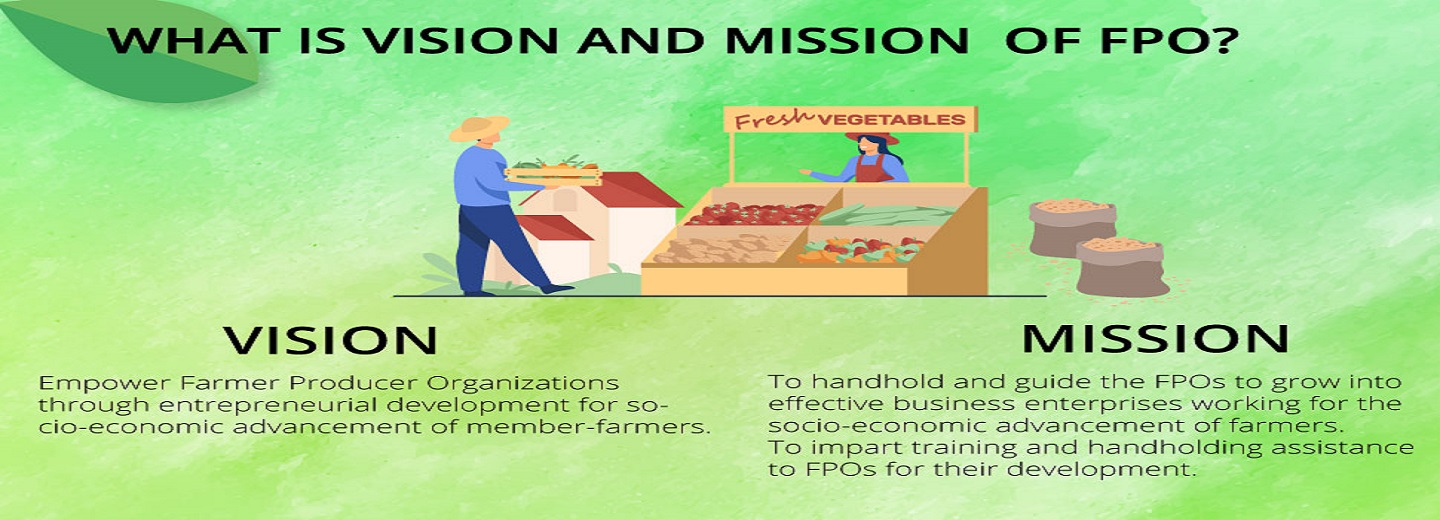 WHAT IS VISION AND MISSION OF FPO?
Fresh VEGETABLES
VISION
Empower Farmer Producer Organizations
through entrepreneurial development for so-
cio-economic advancement of member-farmers.
MISSION
To handhold and guide the FPOs to grow into
effective business enterprises working for the
socio-economic advancement of farmers.
To impart training and handholding assistance
to FPOs for their development.